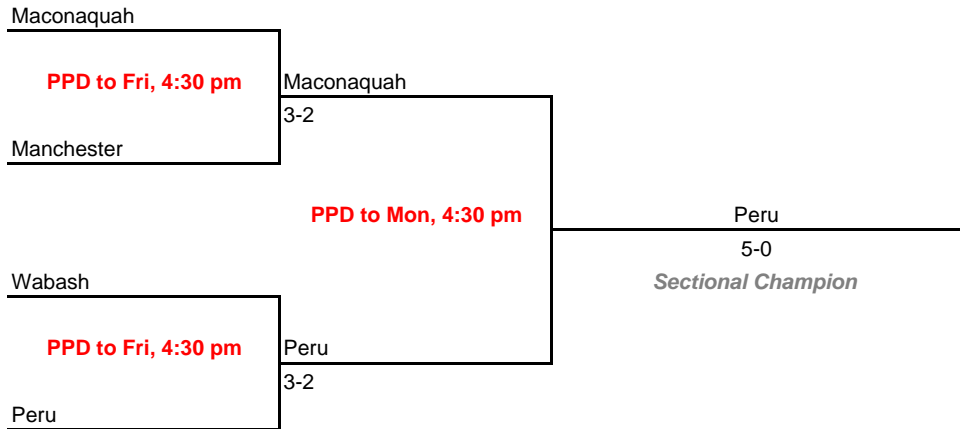 Maconaquah
PPD to Fri, 4:30 pm
Maconaquah
3-2
Manchester
PPD to Mon, 4:30 pm
Peru
5-0
Sectional Champion
Wabash
PPD to Fri, 4:30 pm
Peru
3-2
Peru